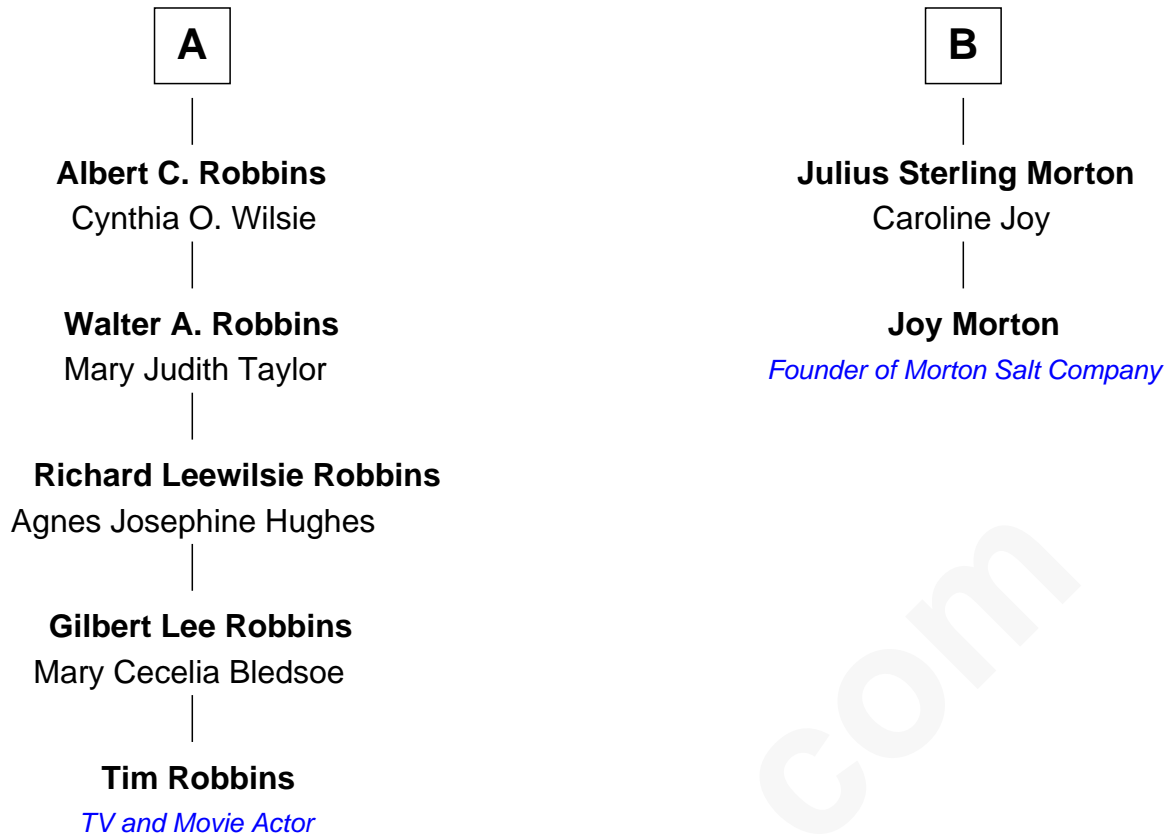 A
Albert C. Robbins
Cynthia O. Wilsie
Walter A. Robbins
Mary Judith Taylor
Richard Leewilsie Robbins
Agnes Josephine Hughes
Gilbert Lee Robbins
Mary Cecelia Bledsoe
Tim Robbins
TV and Movie Actor
B
Julius Sterling Morton
Caroline Joy
Joy Morton
Founder of Morton Salt Company
com